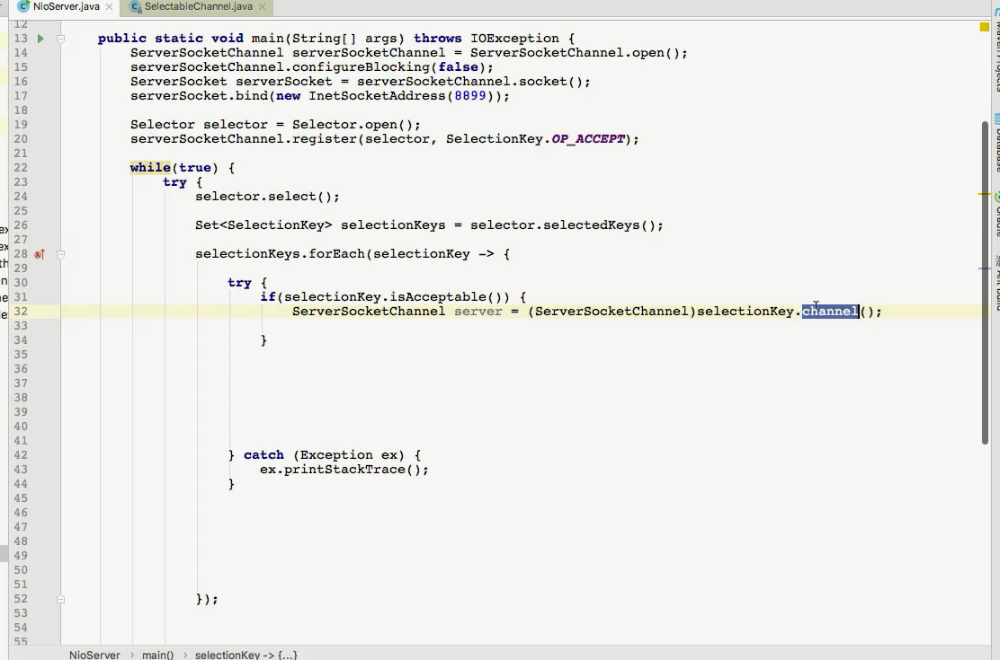 NioServer.java SelectableChannel.java
12
13 public static void main(String[] args) throws IOException {
14 ServerSocketChannel serverSocketChannel = ServerSocketChannel.open();
15 serverSocketChannel.configureBlocking(false);
16 ServerSocket serverSocket = serverSocketChannel.socket();
17 serverSocket.bind(new InetSocketAddress(8899));
18
19 Selector selector = Selector.open();
20 serverSocketChannel.register(selector, SelectionKey.OP_ACCEPT);
21
22 while(true) {
23 try {
24 selector.select();
25
26 Set<SelectionKey> selectionKeys = selector.selectedKeys();
27
28 selectionKeys.forEach(selectionKey -> {
29
30 try {
31 if(selectionKey.isAcceptable()) {
32 ServerSocketChannel server = (ServerSocketChannel)selectionKey.channel();
33
34 }
35
36
37
38
39
40
41
42 } catch (Exception ex) {
43 ex.printStackTrace();
44 }
45
46
47
48
49
50
51
52 });
53
54
55
NioServer > main() > selectionKey -> {...}